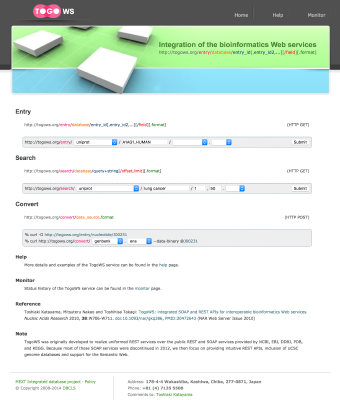 TOGO WS
Home Help Monitor
Integration of the bioinformatics Web services
http://togows.org/entry/database/entry_id[,entry_id2,...][/field][.format]
Entry
http://togows.org/entry/database/entry_id[,entry_id2,...][/field][.format] (HTTP GET)
http://togows.org/entry/ uniprot / A1AG1_HUMAN / . Submit
Search
http://togows.org/search/database/query+string[/offset,limit][.format] (HTTP GET)
http://togows.org/search/ uniprot / lung cancer / 1 , 50 . Submit
Convert
http://togows.org/convert/data_source.format (HTTP POST)
% curl -O http://togows.org/entry/nucleotide/J00231
% curl http://togows.org/convert/ genbank . one --data-binary @J00231
Help
More details and examples of the TogoWS service can be found in the help page.
Monitor
Status history of the TogoWS service can be found in the monitor page.
Reference
Toshiaki Katayama, Mitsuteru Nakao and Toshihisa Takagi: TogoWS: integrated SOAP and REST APIs for interoperable bioinformatics Web services.
Nucleic Acids Research 2010, 38:W706-W711. doi:10.1093/nar/gkq386, PMID:20472643 (NAR Web Server Issue 2010)
Note
TogoWS was originally developed to realize uniformed REST services over the public REST and SOAP services provided by NCBI, EBI, DDBJ, PDBj
and KEGG. Because most of those SOAP services were discontinued in 2012, we then focus on providing intuitive REST APIs, inclusion of UCSC
genome databases and support for the Semantic Web.
MEXT Integrated database project - Policy
© Copyright 2009-2014 DBCLS
Address: 178-4-4 Wakashiba, Kashiwa, Chiba, 277-0871, Japan
Phone: +81 (4) 7135 5508
Comments to: Toshiaki Katayama